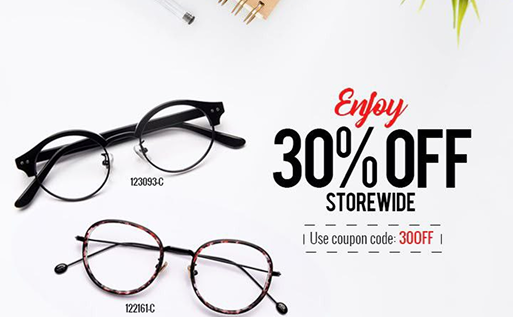 Enjoy
30% OFF
STOREWIDE
Use coupon code: 30OFF
123093-C
122161-C